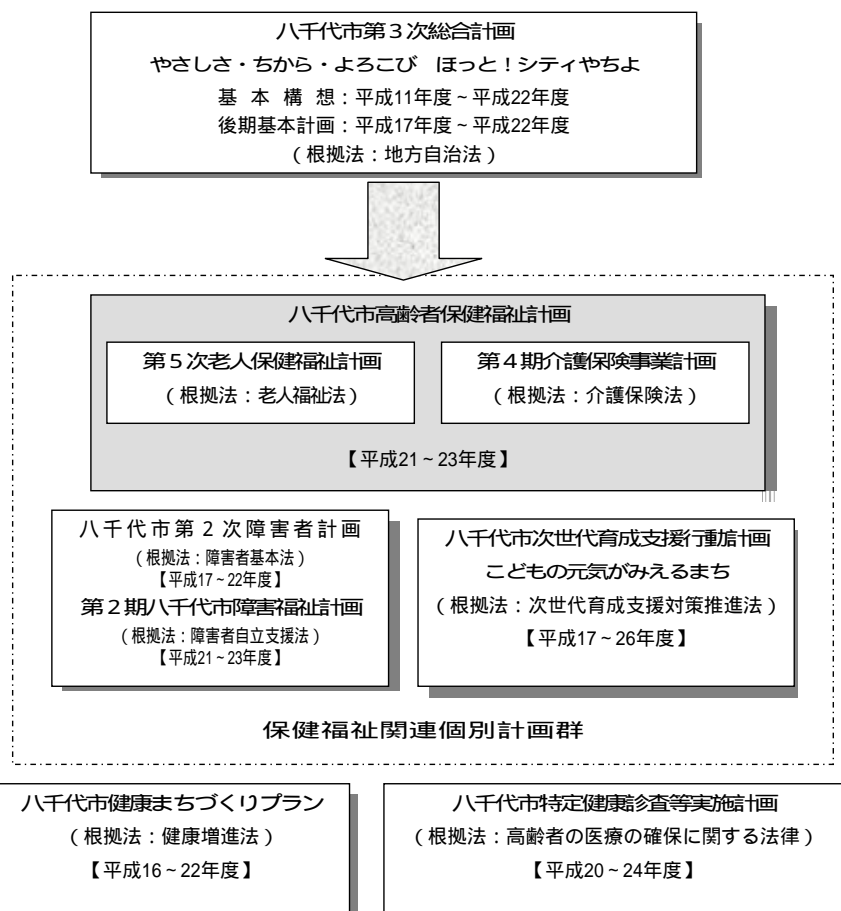 八千代市第3次総合計画
やさしさ・ちから・よろこび　ほっと！シティやちよ
基 本 構 想：平成11年度～平成22年度
後期基本計画：平成17年度～平成22年度
（根拠法：地方自治法）
八千代市高齢者保健福祉計画
第5次老人保健福祉計画
（根拠法：老人福祉法）
第4期介護保険事業計画
（根拠法：介護保険法）
【平成21～23年度】
八千代市第2次障害者計画
（根拠法：障害者基本法）
【平成17～22年度】
第2期八千代市障害福祉計画
（根拠法：障害者自立支援法）
【平成21～23年度】
八千代市次世代育成支援行動計画
こどもの元気がみえるまち
（根拠法：次世代育成支援対策推進法）
【平成17～26年度】
保健福祉関連個別計画群
八千代市健康まちづくりプラン
（根拠法：健康増進法）
【平成16～22年度】
八千代市特定健康診査等実施計画
（根拠法：高齢者の医療の確保に関する法律）
【平成20～24年度】